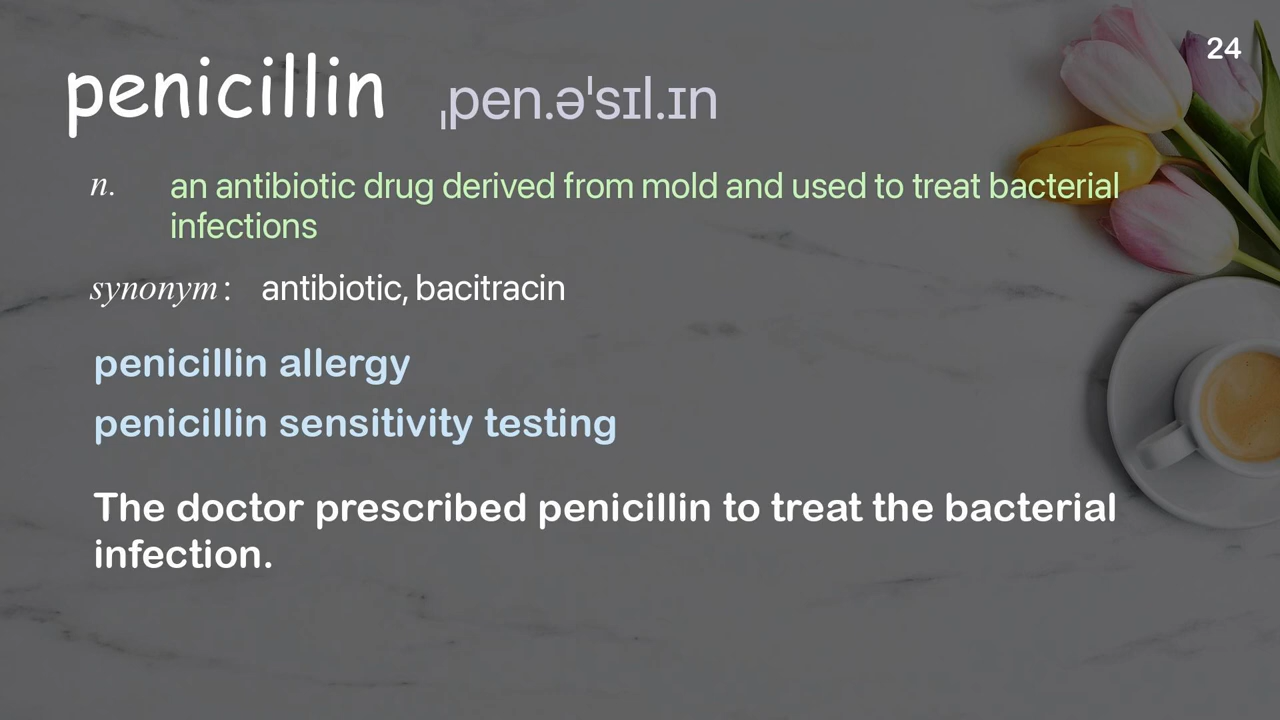 24
penicillin ˌpen.əˈsɪl.ɪn
n. an antibiotic drug derived from mold and used to treat bacterial
infections
synonym : antibiotic, bacitracin
penicillin allergy
penicillin sensitivity testing
The doctor prescribed penicillin to treat the bacterial
infection.